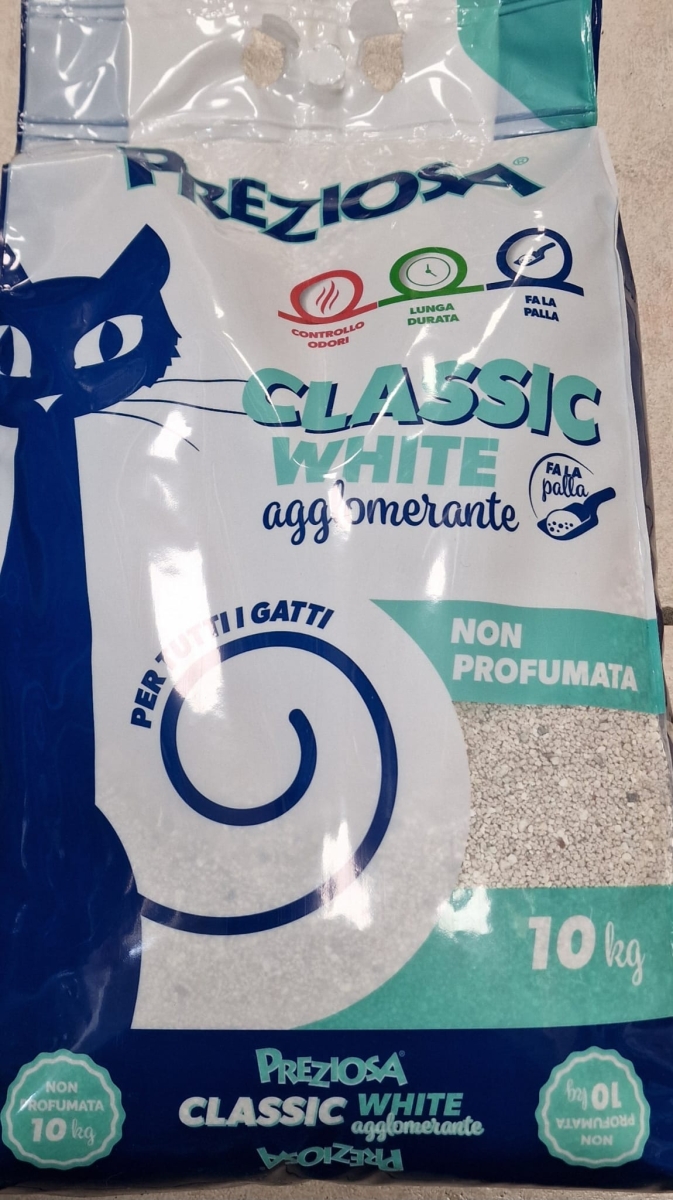 PREZIOSA®
CONTROLLO
ODORI
LUNGA
DURATA
FA LA
PALLA
CLASSIC
WHITE
agglomerante
FA LA
palla
PER TUTTI I GATTI
NON
PROFUMATA
10 kg
PREZIOSA®
CLASSIC WHITE
agglomerante
NON
PROFUMATA
10 kg
10 kg
NON
PROFUMATA
PREZIOSA